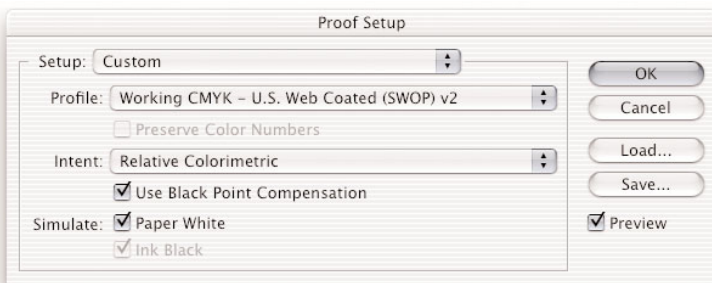 Proof Setup
Setup: Custom
Profile: Working CMYK – U.S. Web Coated (SWOP) v2
Preserve Color Numbers
Intent: Relative Colorimetric
Use Black Point Compensation
Simulate: Paper White
Ink Black
OK
Cancel
Load...
Save...
Preview